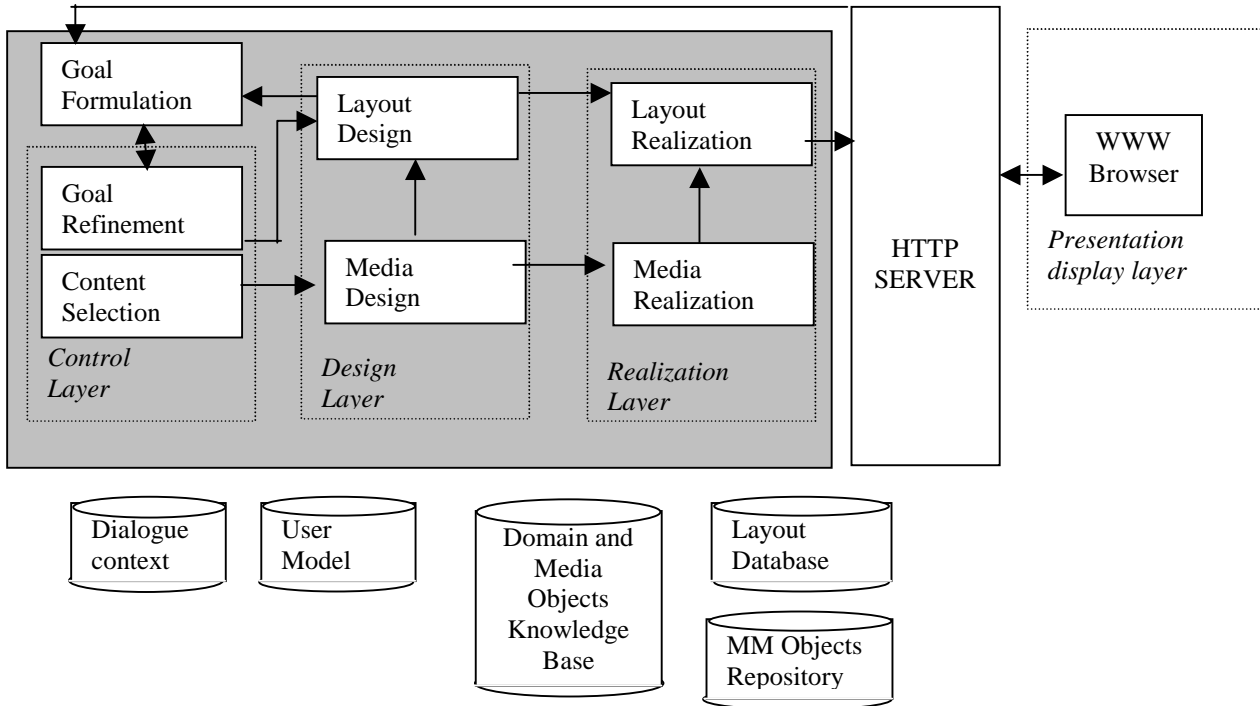 Goal
Formulation
Goal
Refinement
Content
Selection
Control
Layer
Layout
Design
Media
Design
Design
Layer
Layout
Realization
Media
Realization
Realization
Layer
HTTP
SERVER
WWW
Browser
Presentation
display layer
Dialogue
context
User
Model
Domain and
Media
Objects
Knowledge
Base
Layout
Database
MM Objects
Repository